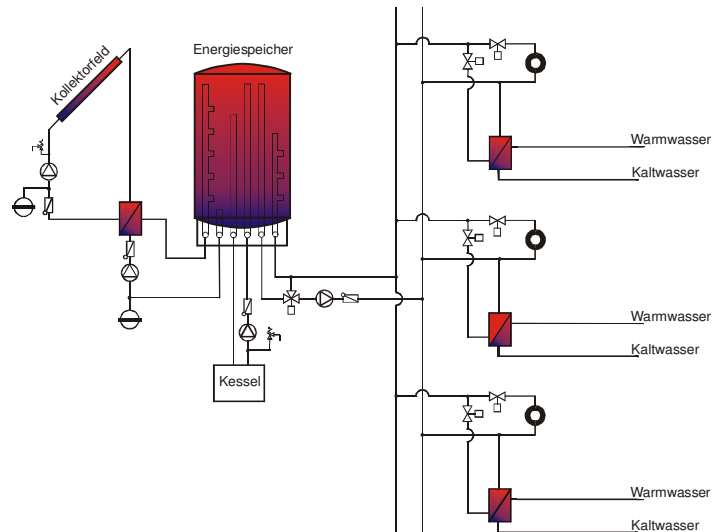 Energiespeicher
Kollektorfeld
Warmwasser
Kaltwasser
Warmwasser
Kaltwasser
Kessel
Warmwasser
Kaltwasser